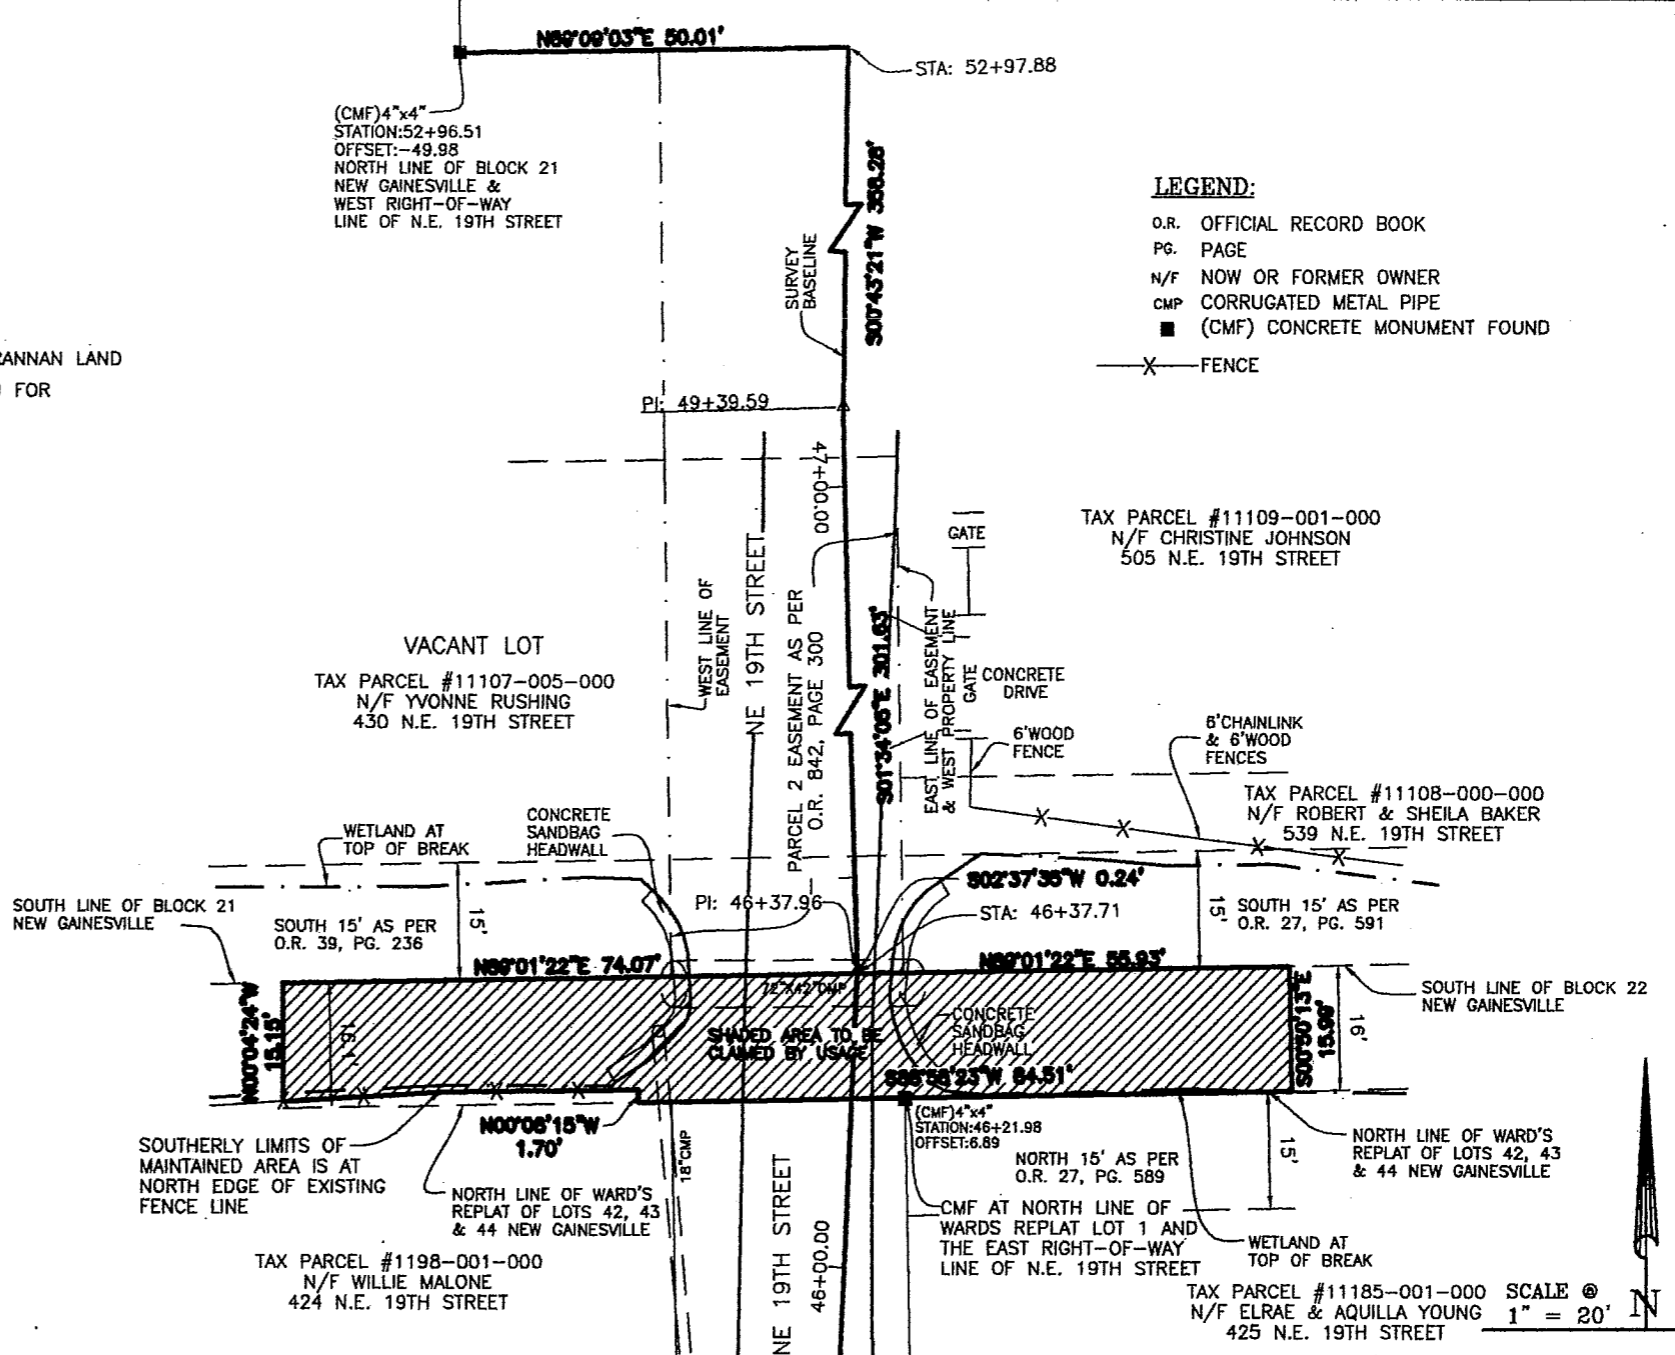 N89°09'03"E 50.01'
STA: 52+97.88
(CMF)4"x4"
STATION:52+96.51
OFFSET:-49.98
NORTH LINE OF BLOCK 21
NEW GAINESVILLE &
WEST RIGHT-OF-WAY
LINE OF N.E. 19TH STREET
S00°43'21"W 358.28'
SURVEY
BASELINE
LEGEND:
O.R. OFFICIAL RECORD BOOK
PG. PAGE
N/F NOW OR FORMER OWNER
CMP CORRUGATED METAL PIPE
(CMF) CONCRETE MONUMENT FOUND
X FENCE
RANNAN LAND
FOR
PI: 49+39.59
47+00.00
GATE
TAX PARCEL #11109-001-000
N/F CHRISTINE JOHNSON
505 N.E. 19TH STREET
VACANT LOT
TAX PARCEL #11107-005-000
N/F YVONNE RUSHING
430 N.E. 19TH STREET
WEST LINE OF
EASEMENT
NE 19TH STREET
PARCEL 2 EASEMENT AS PER
O.R. 842, PAGE 300
S01°34'05"E 301.63'
EAST LINE OF EASEMENT
& WEST PROPERTY LINE
GATE
CONCRETE
DRIVE
6'WOOD
FENCE
6'CHAINLINK
& 6'WOOD
FENCES
TAX PARCEL #11108-000-000
N/F ROBERT & SHEILA BAKER
539 N.E. 19TH STREET
X X X X
WETLAND AT
TOP OF BREAK
CONCRETE
SANDBAG
HEADWALL
SOUTH LINE OF BLOCK 21
NEW GAINESVILLE
SOUTH 15' AS PER
O.R. 39, PG. 236
15'
PI: 46+37.96
S02°37'35"W 0.24'
STA: 46+37.71
15'
SOUTH 15' AS PER
O.R. 27, PG. 591
N89°01'22"E 74.07'
N89°01'22"E 55.93'
SOUTH LINE OF BLOCK 22
NEW GAINESVILLE
N00°04'24"W
15.15'
16.1'
72"X42"CMP
SHADED AREA TO BE
CLAIMED BY USAGE
CONCRETE
SANDBAG
HEADWALL
S0°50'13"E
15.99'
16'
S88°58'23"W 84.51'
X X X X
N00°08'15"W
1.70'
18"CMP
(CMF)4"x4"
STATION:46+21.98
OFFSET:6.89
NORTH 15' AS PER
O.R. 27, PG. 589
15'
NORTH LINE OF WARD'S
REPLAT OF LOTS 42, 43
& 44 NEW GAINESVILLE
SOUTHERLY LIMITS OF
MAINTAINED AREA IS AT
NORTH EDGE OF EXISTING
FENCE LINE
NORTH LINE OF WARD'S
REPLAT OF LOTS 42, 43
& 44 NEW GAINESVILLE
NE 19TH STREET
46+00.00
CMF AT NORTH LINE OF
WARDS REPLAT LOT 1 AND
THE EAST RIGHT-OF-WAY
LINE OF N.E. 19TH STREET
WETLAND AT
TOP OF BREAK
TAX PARCEL #1198-001-000
N/F WILLIE MALONE
424 N.E. 19TH STREET
TAX PARCEL #11185-001-000
N/F ELRAE & AQUILLA YOUNG
425 N.E. 19TH STREET
SCALE @
1" = 20'
N